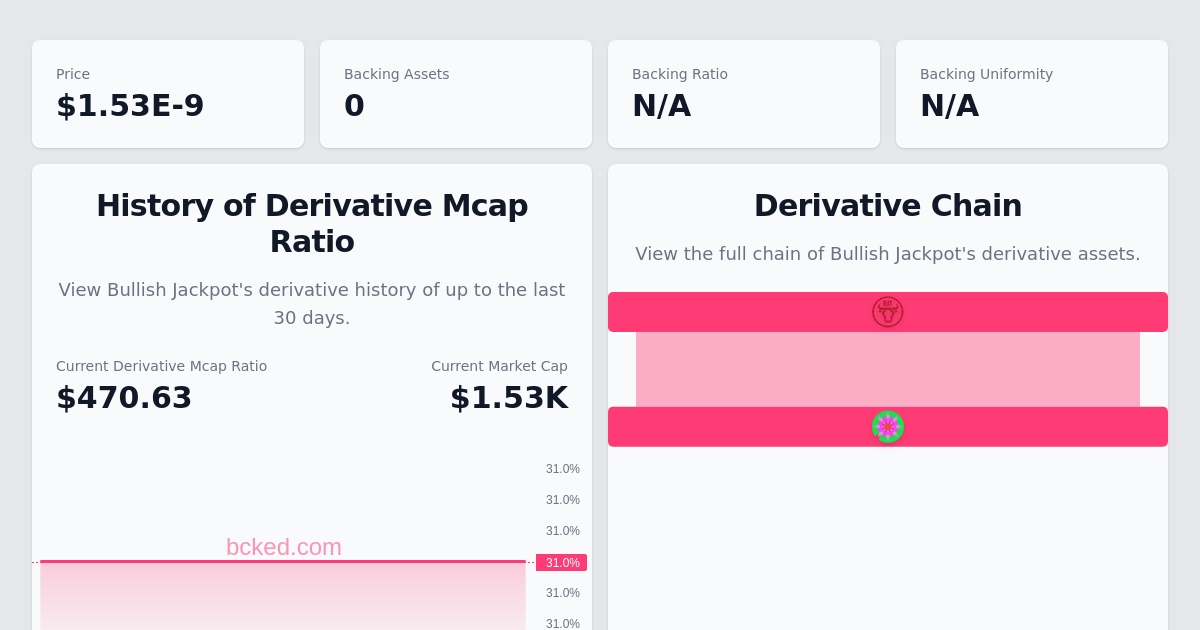 Price
$1.53E-9
Backing Assets
0
Backing Ratio
N/A
Backing Uniformity
N/A
History of Derivative Mcap
Ratio
View Bullish Jackpot's derivative history of up to the last
30 days.
Current Derivative Mcap Ratio
$470.63
Current Market Cap
$1.53K
31.0%
31.0%
31.0%
bcked.com
31.0%
31.0%
31.0%
Derivative Chain
View the full chain of Bullish Jackpot's derivative assets.